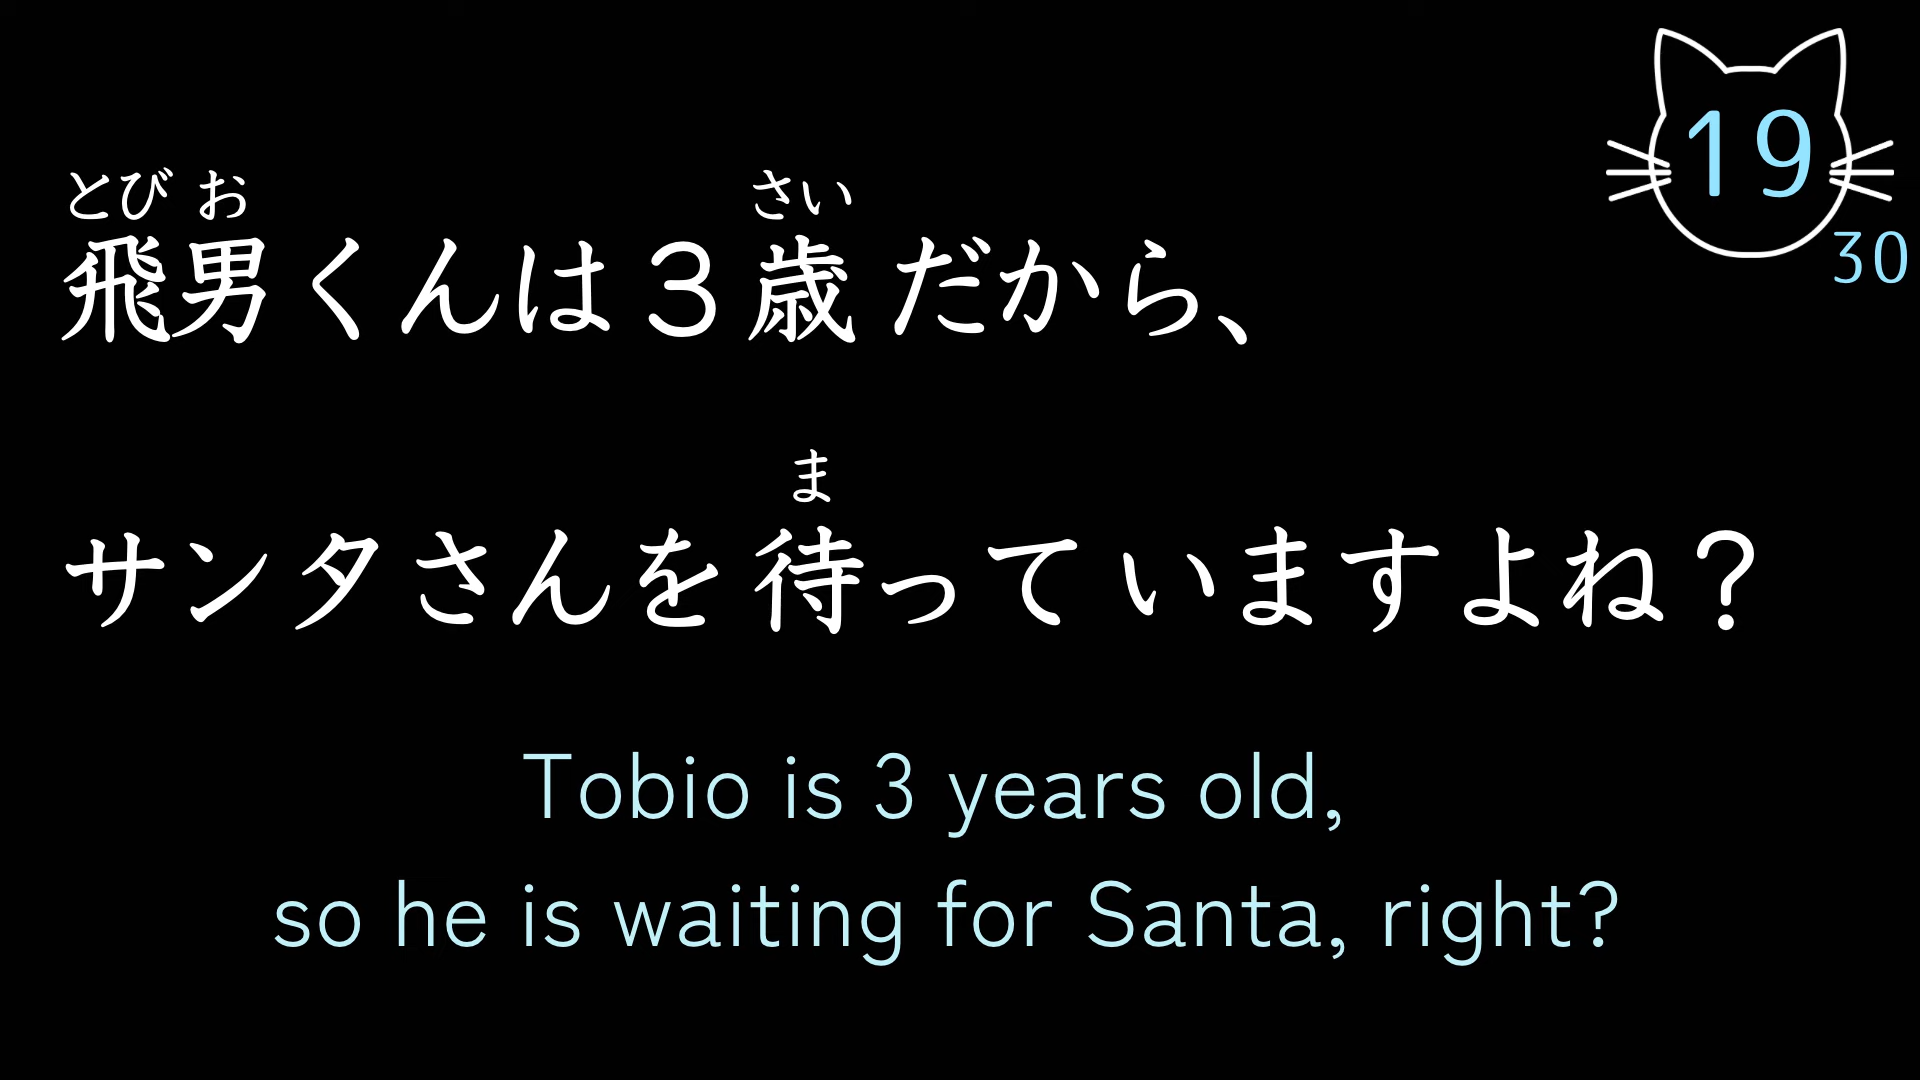 19
30
とび お さい
飛男くんは３歳だから、
ま
サンタさんを待っていますよね？
Tobio is 3 years old,
so he is waiting for Santa, right?